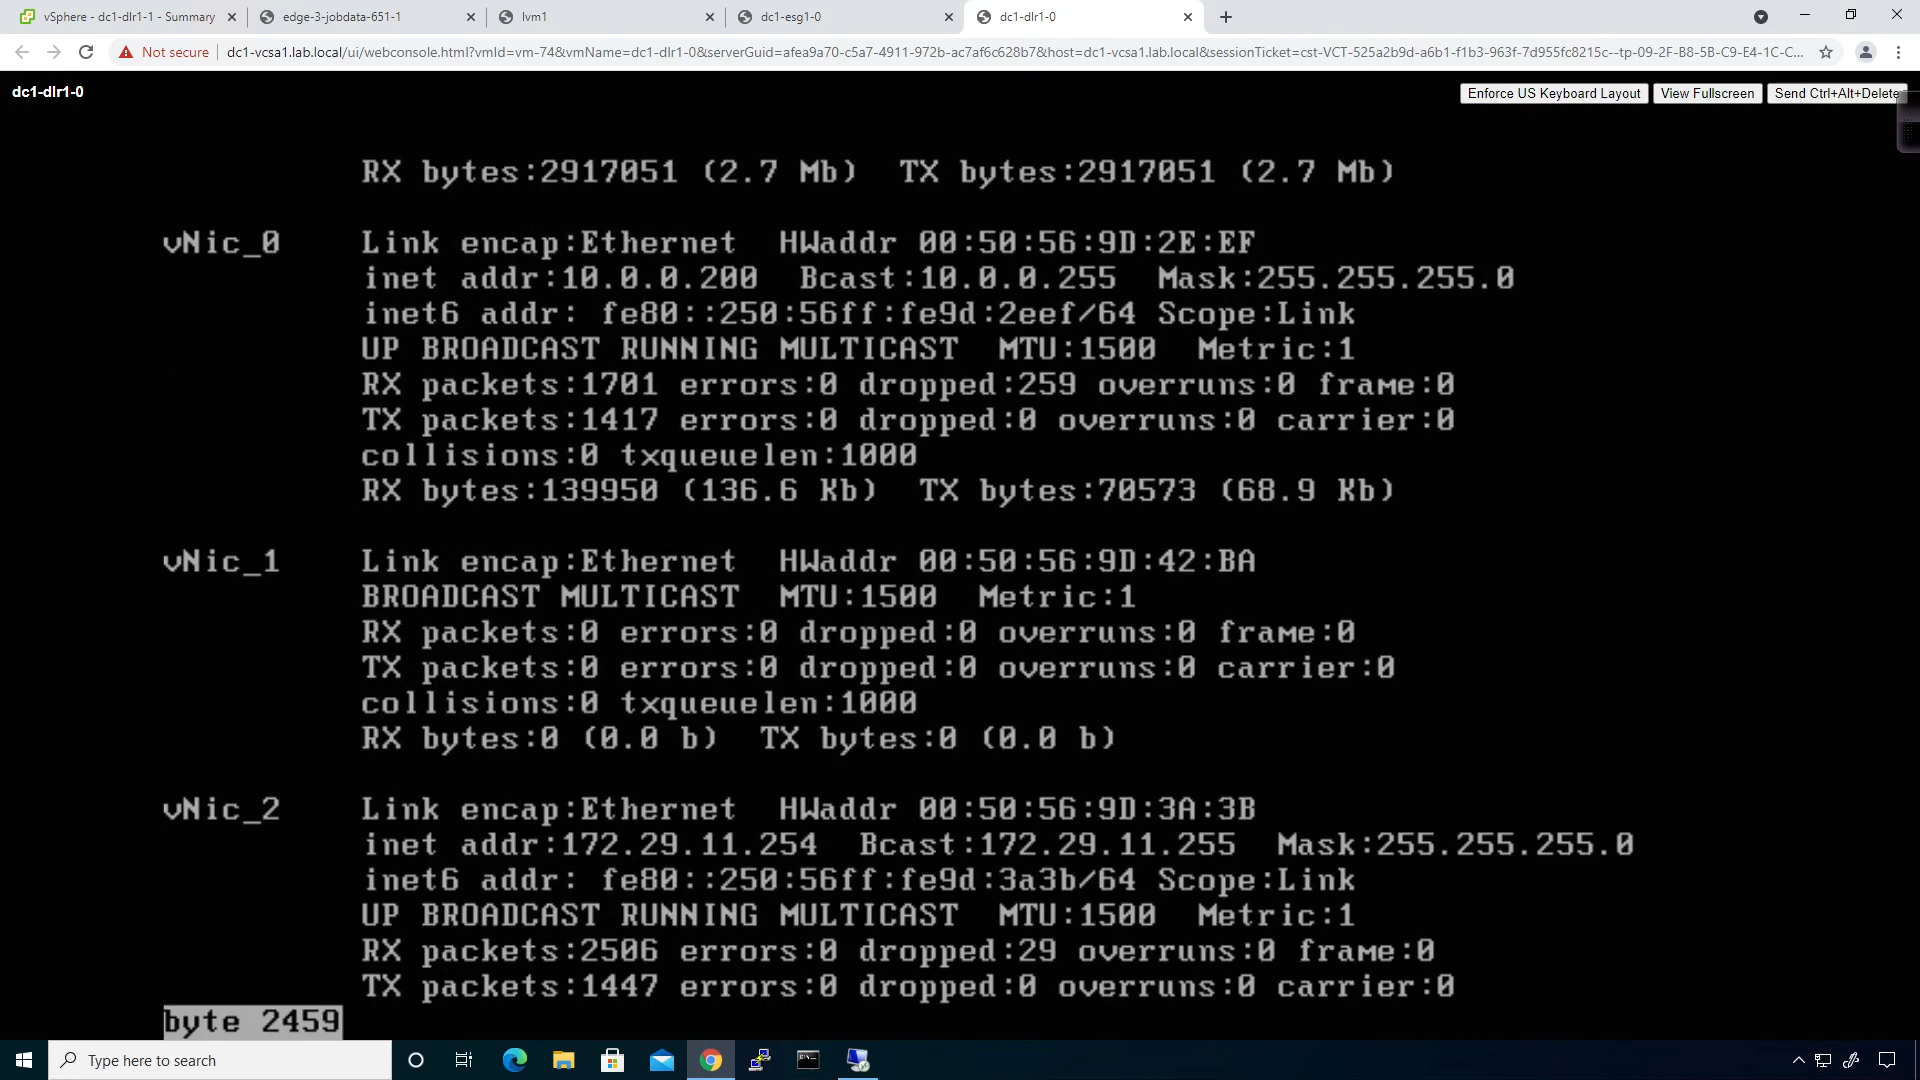 vSphere - dc1-dlr1-1 - Summary
edge-3-jobdata-651-1
lvm1
dc1-esg1-0
dc1-dlr1-0
Not secure
dc1-vcsa1.lab.local/ui/webconsole.html?vmId=vm-74&vmName=dc1-dlr1-0&serverGuid=afea9a70-c5a7-4911-972b-ac7af6c628b7&host=dc1-vcsa1.lab.local&sessionTicket=cst-VCT-525a2b9d-a6b1-f1b3-963f-7d955fc8215c--tp-09-2F-B8-5B-C9-E4-1C-C...
dc1-dlr1-0
Enforce US Keyboard Layout
View Fullscreen
Send Ctrl+Alt+Delete
RX bytes:2917051 (2.7 Mb)  TX bytes:2917051 (2.7 Mb)
vNic_0    Link encap:Ethernet  HWaddr 00:50:56:9D:2E:EF
inet addr:10.0.0.200  Bcast:10.0.0.255  Mask:255.255.255.0
inet6 addr: fe80::250:56ff:fe9d:2eef/64 Scope:Link
UP BROADCAST RUNNING MULTICAST  MTU:1500  Metric:1
RX packets:1701 errors:0 dropped:259 overruns:0 frame:0
TX packets:1417 errors:0 dropped:0 overruns:0 carrier:0
collisions:0 txqueuelen:1000
RX bytes:139950 (136.6 Kb)  TX bytes:70573 (68.9 Kb)
vNic_1    Link encap:Ethernet  HWaddr 00:50:56:9D:42:BA
BROADCAST MULTICAST  MTU:1500  Metric:1
RX packets:0 errors:0 dropped:0 overruns:0 frame:0
TX packets:0 errors:0 dropped:0 overruns:0 carrier:0
collisions:0 txqueuelen:1000
RX bytes:0 (0.0 b)  TX bytes:0 (0.0 b)
vNic_2    Link encap:Ethernet  HWaddr 00:50:56:9D:3A:3B
inet addr:172.29.11.254  Bcast:172.29.11.255  Mask:255.255.255.0
inet6 addr: fe80::250:56ff:fe9d:3a3b/64 Scope:Link
UP BROADCAST RUNNING MULTICAST  MTU:1500  Metric:1
RX packets:2506 errors:0 dropped:29 overruns:0 frame:0
TX packets:1447 errors:0 dropped:0 overruns:0 carrier:0
byte 2459
Type here to search